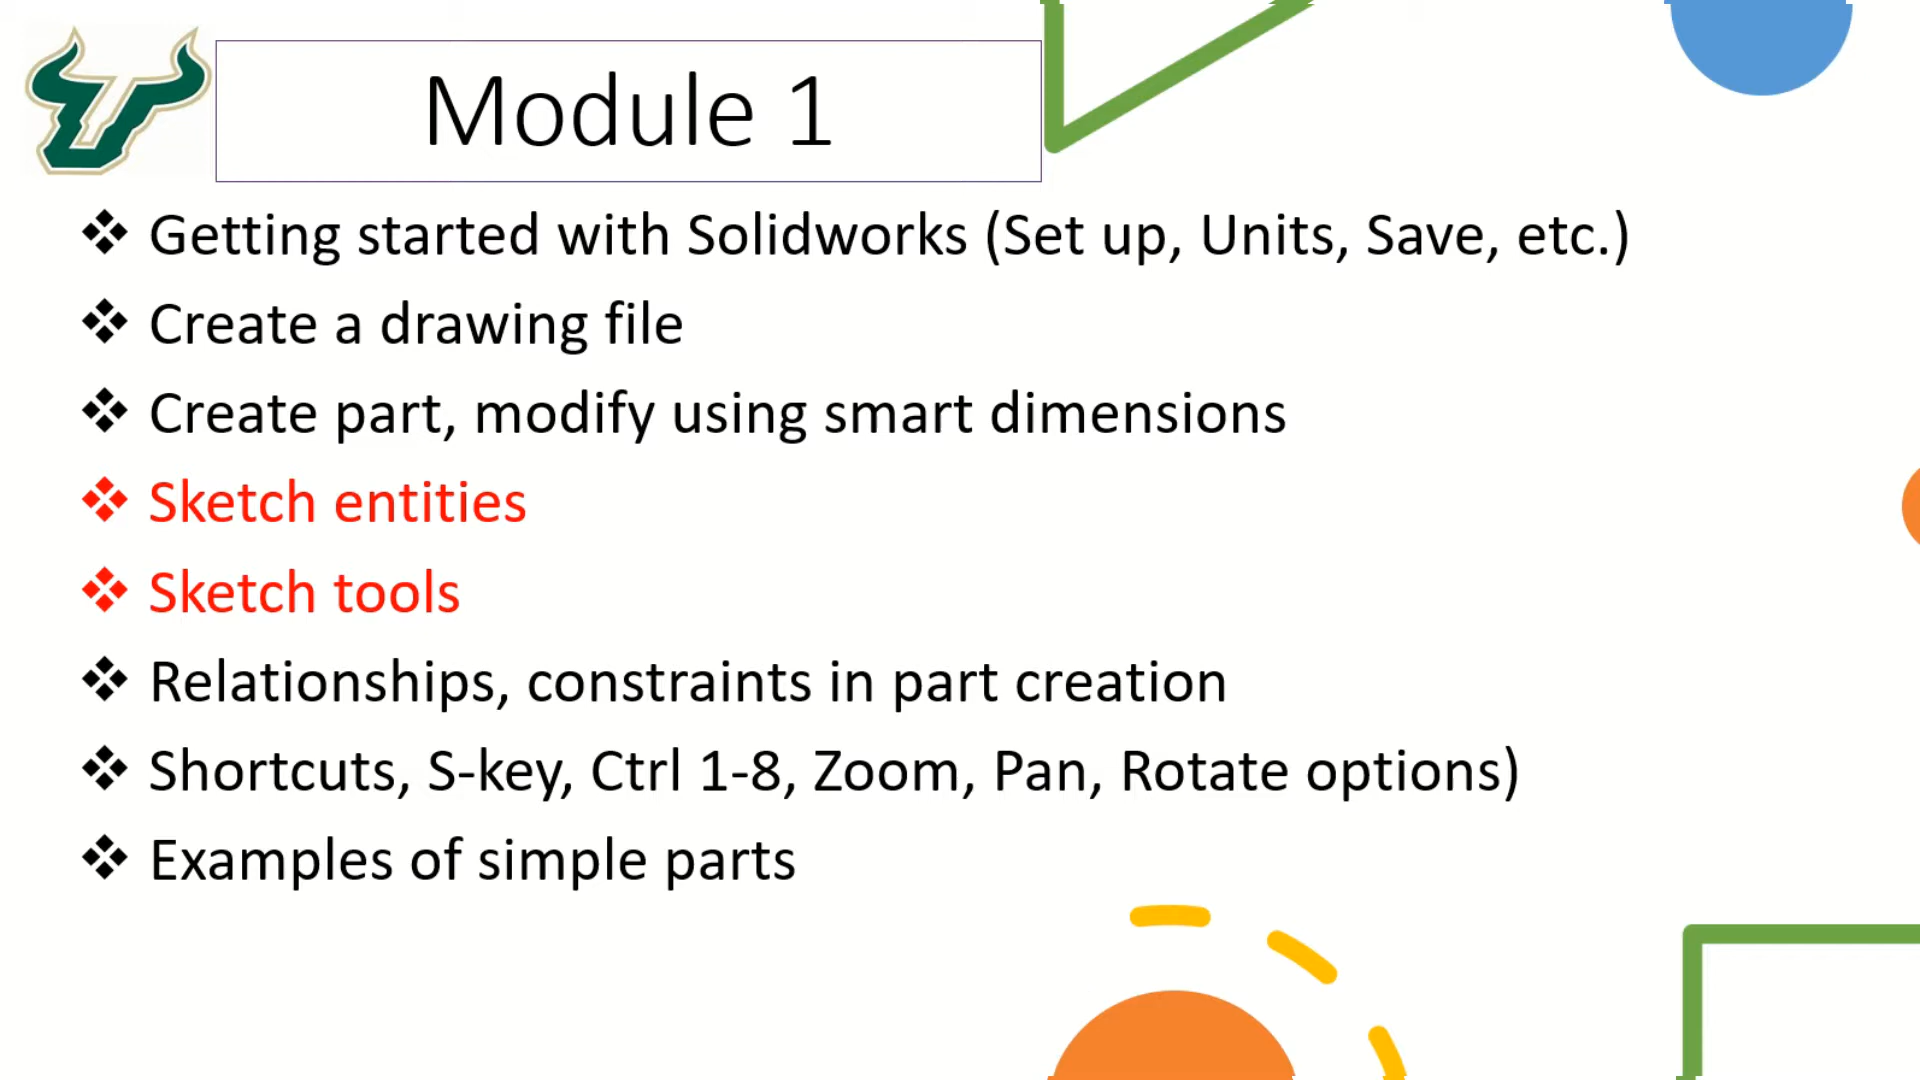 Module 1
Getting started with Solidworks (Set up, Units, Save, etc.)
Create a drawing file
Create part, modify using smart dimensions
Sketch entities
Sketch tools
Relationships, constraints in part creation
Shortcuts, S-key, Ctrl 1-8, Zoom, Pan, Rotate options)
Examples of simple parts